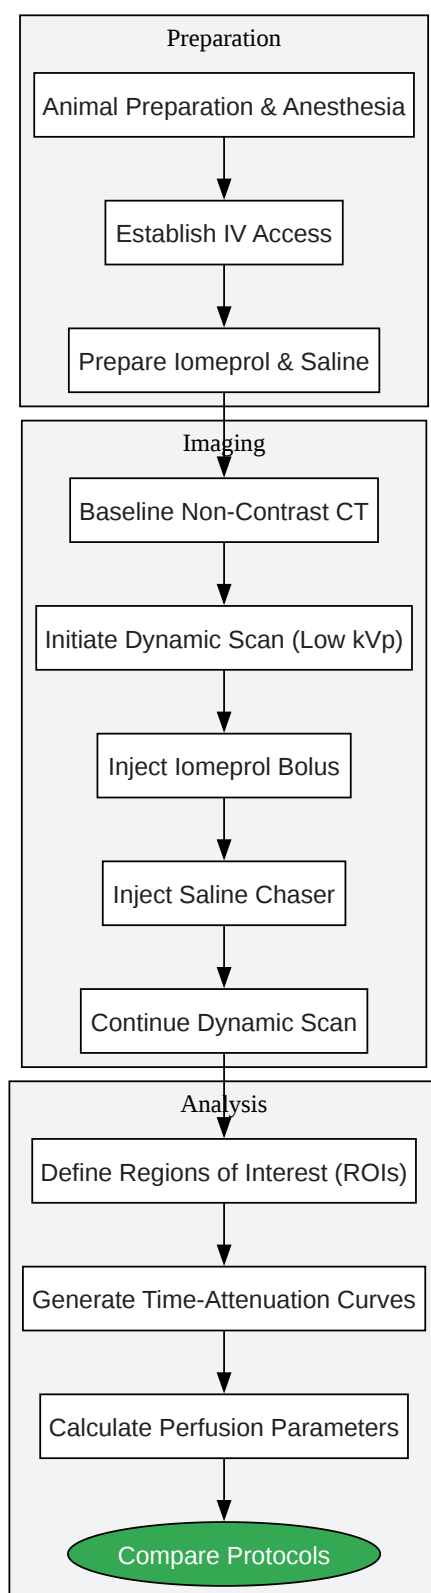 Preparation
Animal Preparation & Anesthesia
Establish IV Access
Prepare Iomeprol & Saline
Imaging
Baseline Non-Contrast CT
Initiate Dynamic Scan (Low kVp)
Inject Iomeprol Bolus
Inject Saline Chaser
Continue Dynamic Scan
Analysis
Define Regions of Interest (ROIs)
Generate Time-Attenuation Curves
Calculate Perfusion Parameters
Compare Protocols